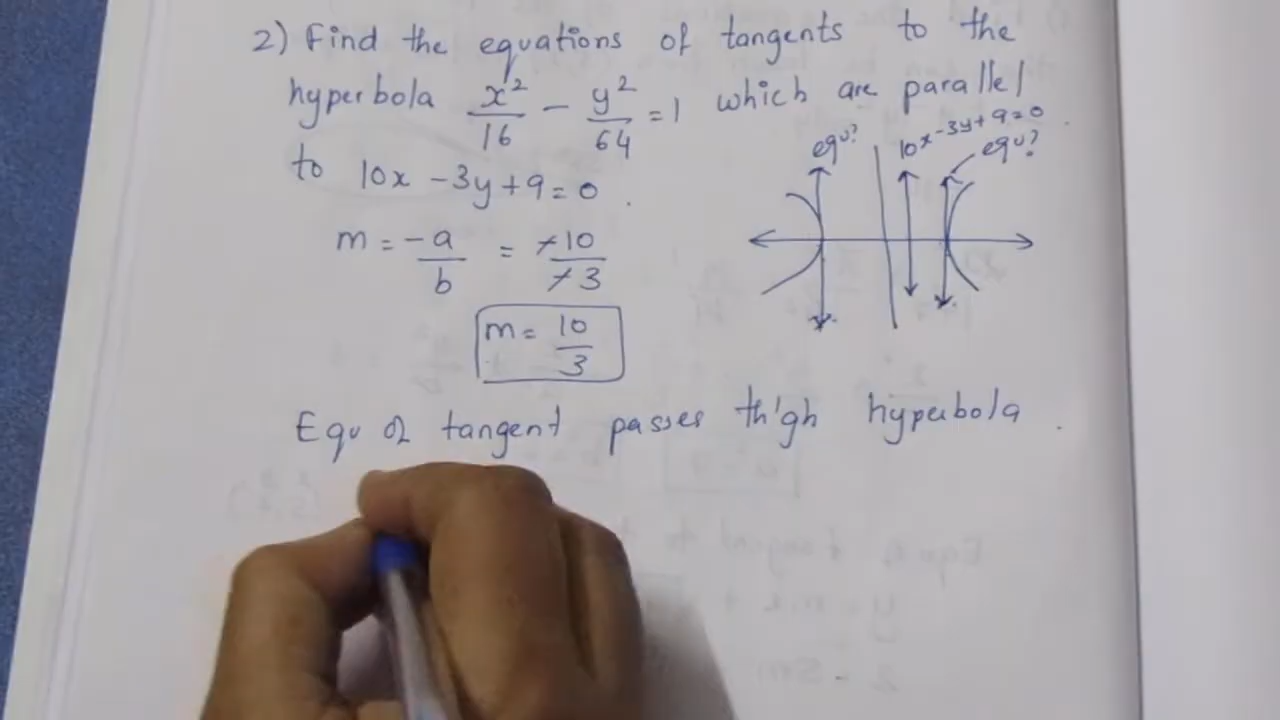 2) Find the equations of tangents to the
hyperbola x²/16 - y²/64 = 1 which are parallel
to 10x - 3y + 9 = 0.
equ?
10x - 3y + 9 = 0
equ?
m = -a/b = -10/-3
m = 10/3
Equ of tangent passes th'gh hyperbola.